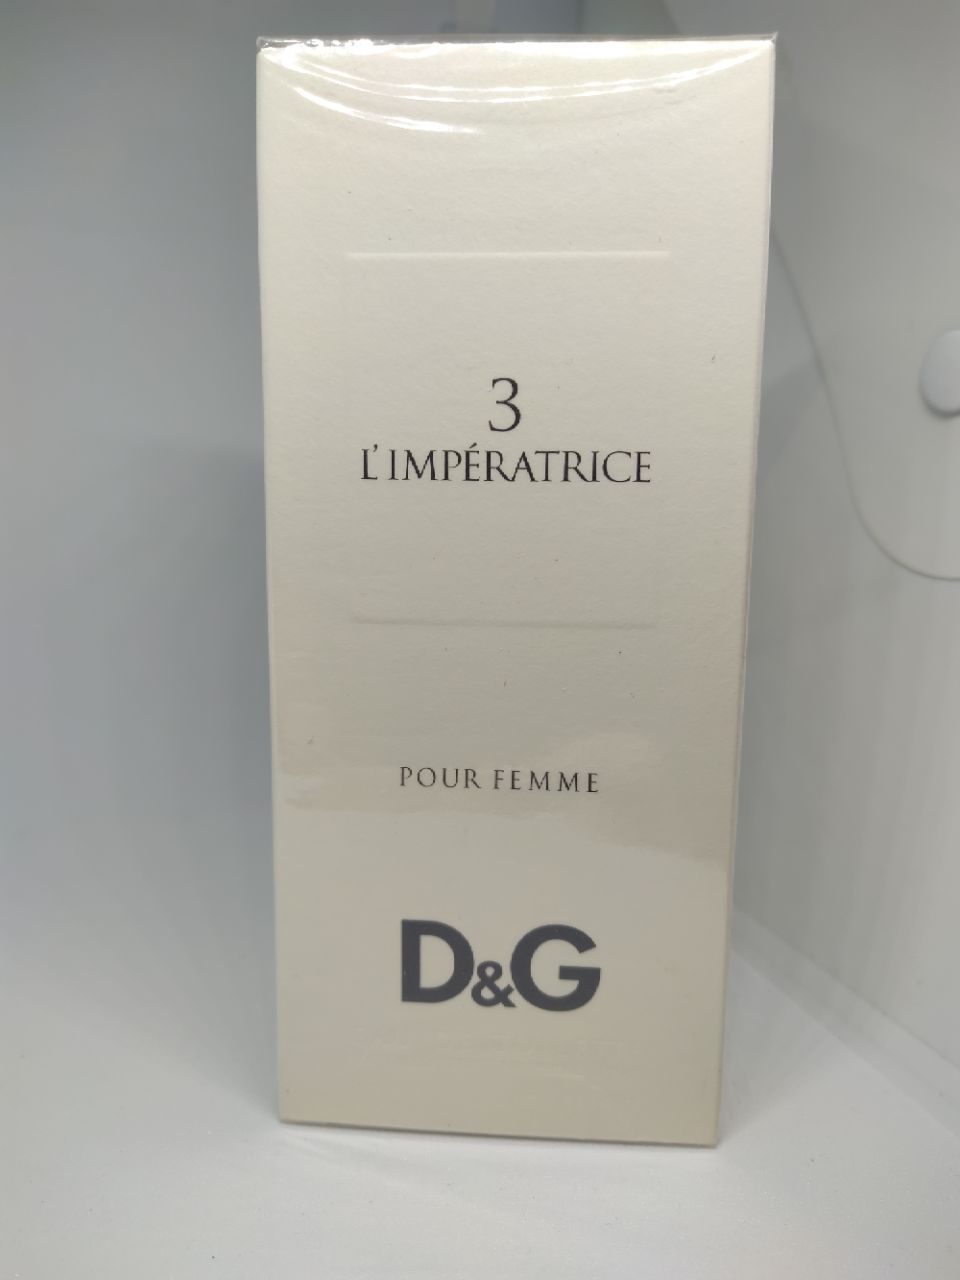 3
L'IMPÉRATRICE
POUR FEMME
D&G